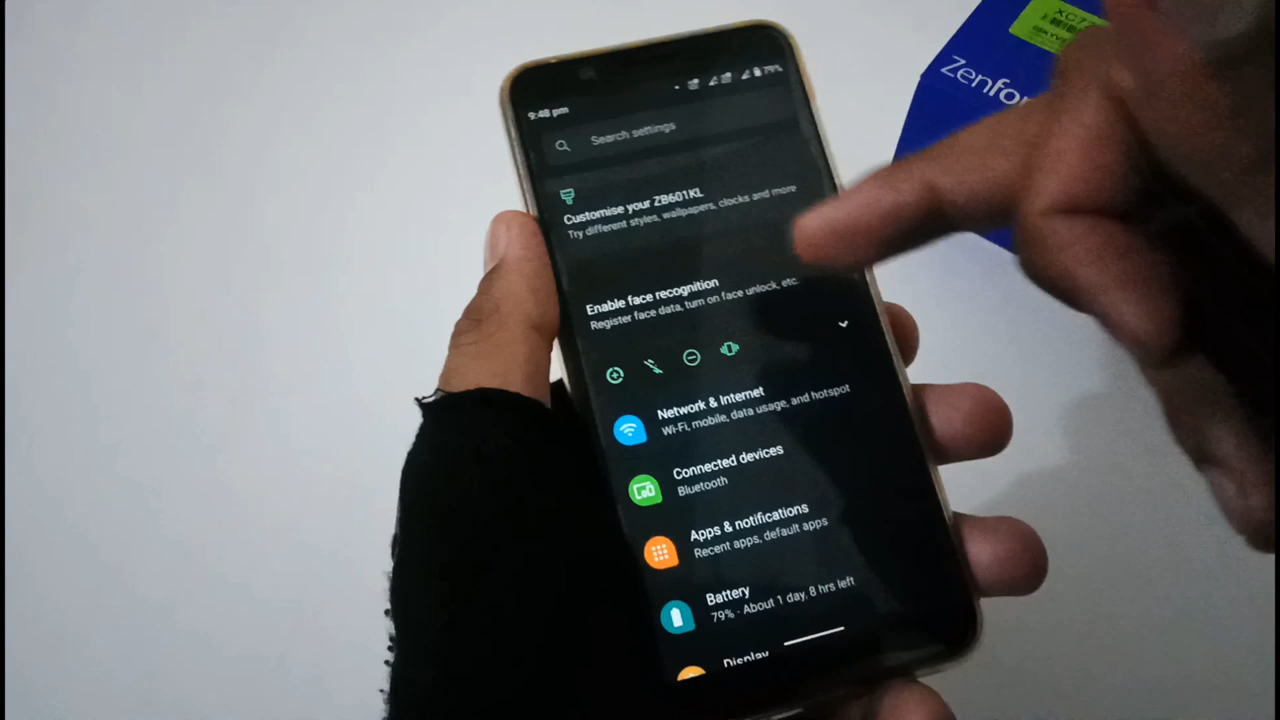 9:48 pm
79%
Search settings
Customise your ZB601KL
Try different styles, wallpapers, clocks and more
Enable face recognition
Register face data, turn on face unlock, etc.
Network & Internet
Wi-Fi, mobile, data usage, and hotspot
Connected devices
Bluetooth
Apps & notifications
Recent apps, default apps
Battery
79% · About 1 day, 8 hrs left
Display
Zenfo